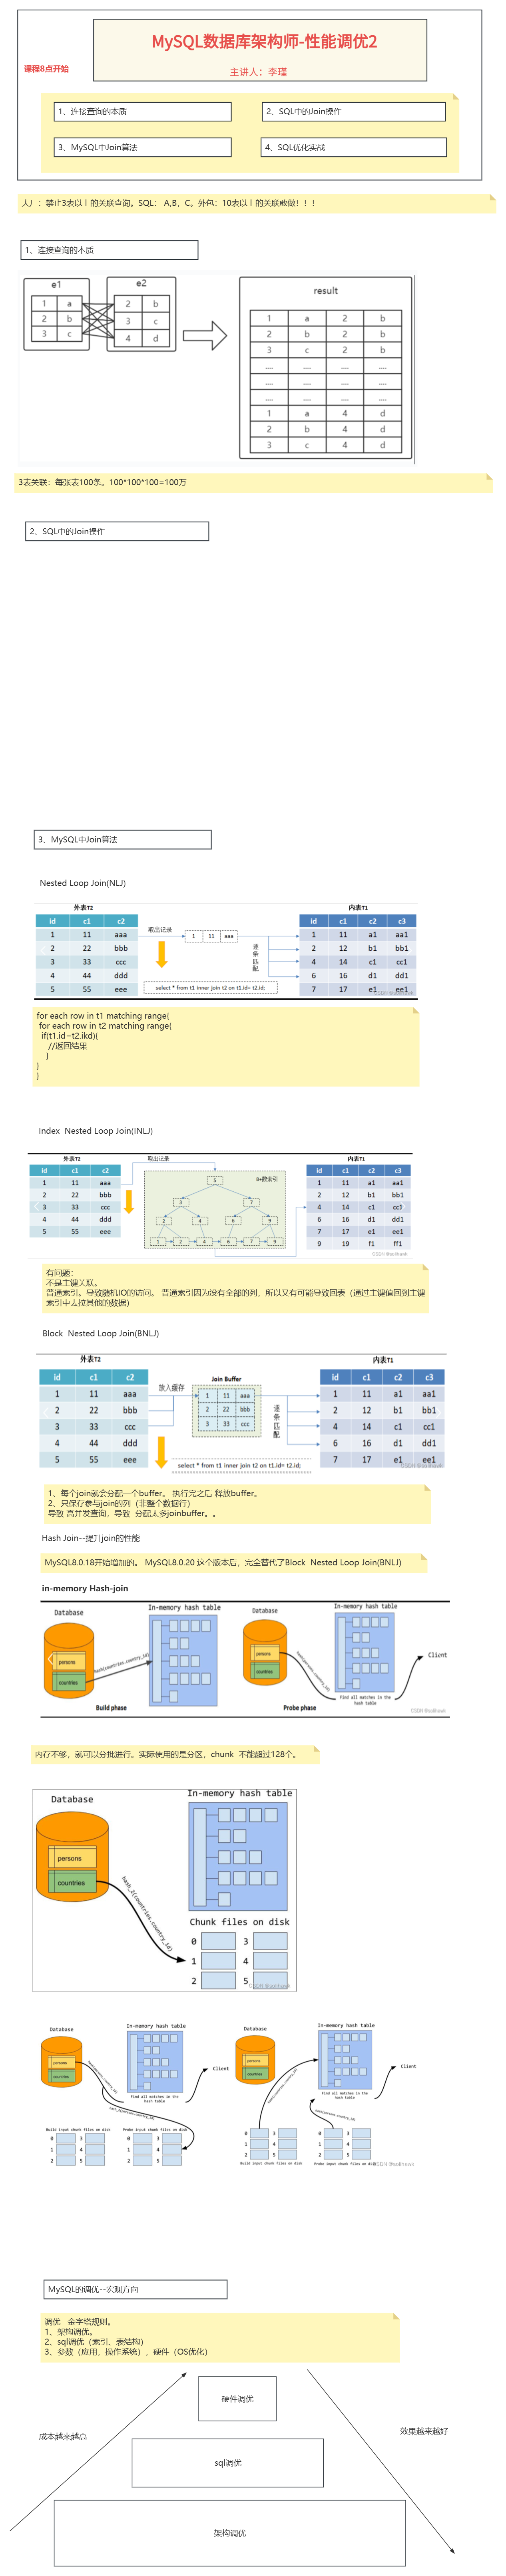 MySQL数据库架构师-性能调优2
课程8点开始
主讲人：李瑾
1、连接查询的本质
2、SQL中的Join操作
3、MySQL中Join算法
4、SQL优化实战
大厂：禁止3表以上的关联查询。SQL： A,B，C。外包：10表以上的关联敢做！！！
1、连接查询的本质
e1
e2
result
1 a
2 b
3 c
2 b
3 c
4 d
1 a 2 b
2 b 2 b
3 c 2 b
.... .... .... ....
.... .... .... ....
.... .... .... ....
1 a 4 d
2 b 4 d
3 c 4 d
3表关联：每张表100条。100*100*100=100万
2、SQL中的Join操作
3、MySQL中Join算法
Nested Loop Join(NLJ)
外表T2
内表T1
id c1 c2
1 11 aaa
2 22 bbb
3 33 ccc
4 44 ddd
5 55 eee
取出记录
1 11 aaa
逐条匹配
select * from t1 inner join t2 on t1.id= t2.id;
id c1 c2 c3
1 11 a1 aa1
2 12 b1 bb1
4 14 c1 cc1
6 16 d1 dd1
7 17 e1 ee1
for each row in t1 matching range{
for each row in t2 matching range{
if(t1.id=t2.ikd){
//返回结果
}
}
}
Index Nested Loop Join(INLJ)
外表T2
取出记录
内表T1
id c1 c2
1 11 aaa
2 22 bbb
3 33 ccc
4 44 ddd
5 55 eee
B+数索引
5
3 7
2 4 6 9
1 2 4 6 7 9
id c1 c2 c3
1 11 a1 aa1
2 12 b1 bb1
4 14 c1 cc1
6 16 d1 dd1
7 17 e1 ee1
9 19 f1 ff1
CSDN @solihawk
有问题：
不是主键关联。
普通索引。导致随机IO的访问。 普通索引因为没有全部的列，所以又有可能导致回表（通过主键值回到主键
索引中去拉其他的数据）
Block Nested Loop Join(BNLJ)
外表T2
内表T1
id c1 c2
1 11 aaa
2 22 bbb
3 33 ccc
4 44 ddd
5 55 eee
放入缓存
Join Buffer
1 11 aaa
2 22 bbb
3 33 ccc
逐条匹配
select * from t1 inner join t2 on t1.id= t2.id;
id c1 c2 c3
1 11 a1 aa1
2 12 b1 bb1
4 14 c1 cc1
6 16 d1 dd1
7 17 e1 ee1
1、每个join就会分配一个buffer。 执行完之后 释放buffer。
2、只保存参与join的列（非整个数据行）
导致 高并发查询，导致 分配太多joinbuffer。。
Hash Join--提升join的性能
MySQL8.0.18开始增加的。 MySQL8.0.20 这个版本后，完全替代了Block Nested Loop Join(BNLJ)
in-memory Hash-join
Database
In-memory hash table
persons
countries
hash(countries.country_id)
Build phase
Database
In-memory hash table
persons
countries
hash(persons.country_id)
Find all matches in the
hash table
Client
Probe phase
CSDN @solihawk
内存不够，就可以分批进行。实际使用的是分区，chunk 不能超过128个。
Database
In-memory hash table
persons
countries
hash_2(countries.country_id)
Chunk files on disk
0 3
1 4
2 5
CSDN @solihawk
Database
In-memory hash table
persons
countries
Find all matches in the
hash table
Client
Build input chunk files on disk
Probe input chunk files on disk
0 3 0 3
1 4 1 4
2 5 2 5
Database
In-memory hash table
persons
countries
Find all matches in the
hash table
Client
0 3 0 3
1 4 1 4
2 5 2 5
Build input chunk files on disk
Probe input chunk files on disk
CSDN @solihawk
MySQL的调优--宏观方向
调优--金字塔规则。
1、架构调优。
2、sql调优（索引、表结构）
3、参数（应用，操作系统），硬件（OS优化）
硬件调优
成本越来越高
效果越来越好
sql调优
架构调优